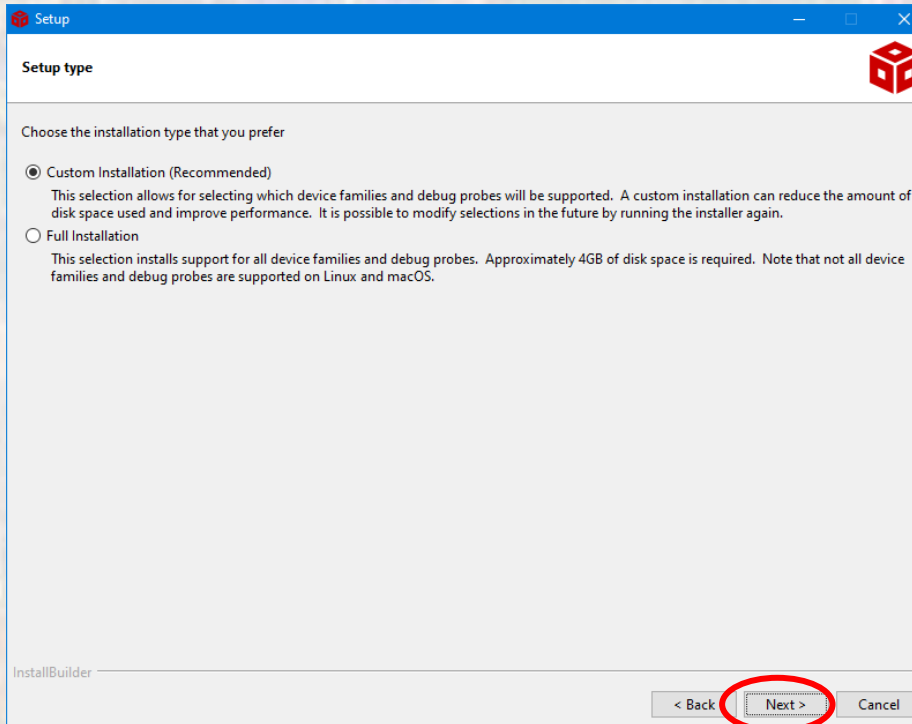 Setup
Setup type
Choose the installation type that you prefer
Custom Installation (Recommended)
This selection allows for selecting which device families and debug probes will be supported.  A custom installation can reduce the amount of
disk space used and improve performance.  It is possible to modify selections in the future by running the installer again.
Full Installation
This selection installs support for all device families and debug probes.  Approximately 4GB of disk space is required.  Note that not all device
families and debug probes are supported on Linux and macOS.
InstallBuilder
< Back
Next >
Cancel